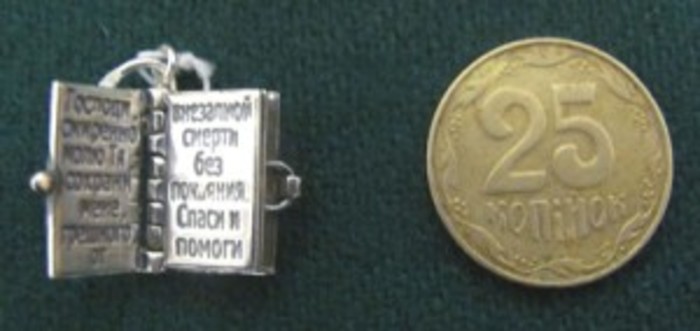 Господи,
смиренно
молю Тя
сохрани
мене,
грешного,
от
внезапной
смерти
без
покаяния.
Спаси и
помоги
25
КОПІЙОК